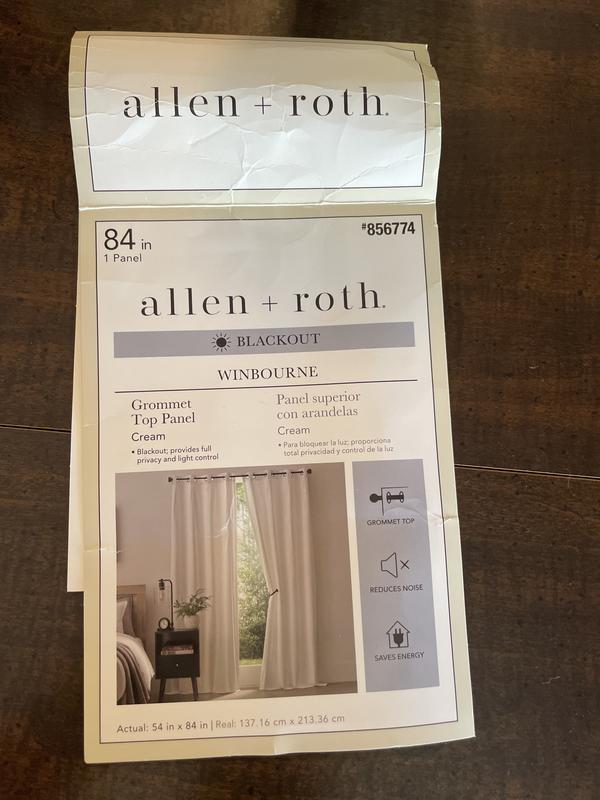 allen + roth®
84 in
1 Panel
#856774
allen + roth®
BLACKOUT
WINBOURNE
Grommet
Top Panel
Cream
• Blackout; provides full
privacy and light control
Panel superior
con arandelas
Cream
• Para bloquear la luz; proporciona
total privacidad y control de la luz
GROMMET TOP
REDUCES NOISE
SAVES ENERGY
Actual: 54 in x 84 in | Real: 137.16 cm x 213.36 cm